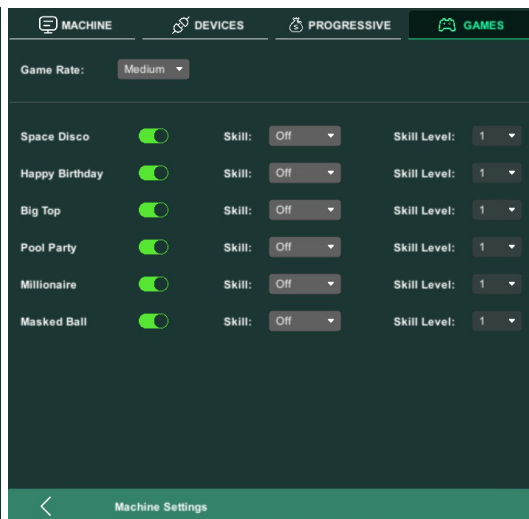 MACHINE DEVICES PROGRESSIVE GAMES
Game Rate: Medium
Space Disco Skill: Off Skill Level: 1
Happy Birthday Skill: Off Skill Level: 1
Big Top Skill: Off Skill Level: 1
Pool Party Skill: Off Skill Level: 1
Millionaire Skill: Off Skill Level: 1
Masked Ball Skill: Off Skill Level: 1
Machine Settings